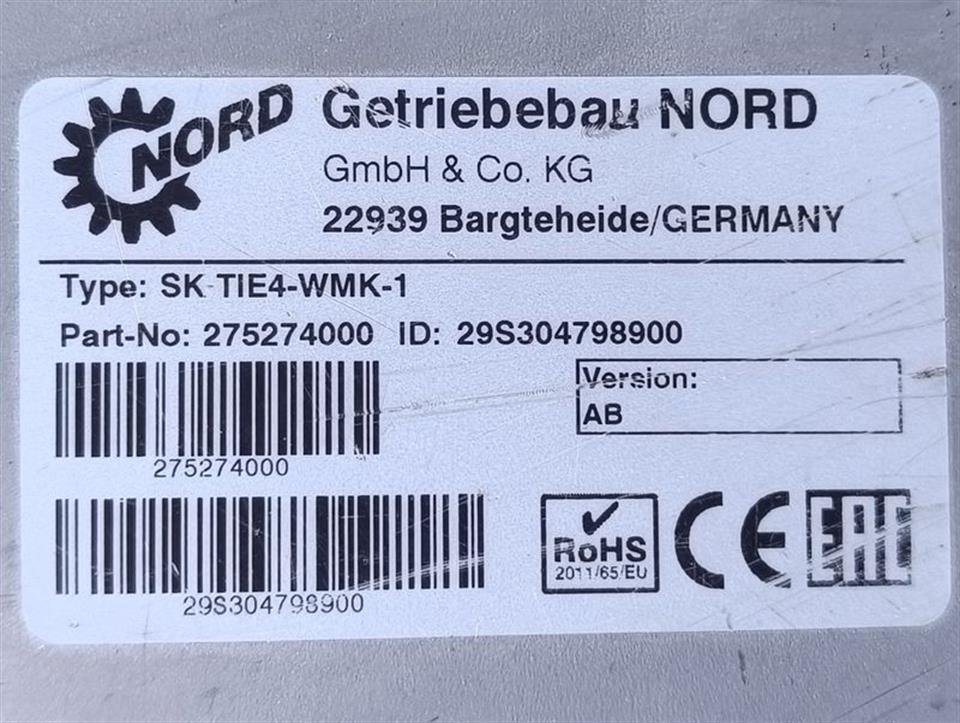 NORD
Getriebebau NORD
GmbH & Co. KG
22939 Bargteheide/GERMANY
Type: SK TIE4-WMK-1
Part-No: 275274000 ID: 29S304798900
Version:
AB
275274000
29S304798900
RoHS
2011/65/EU
CE
EAC